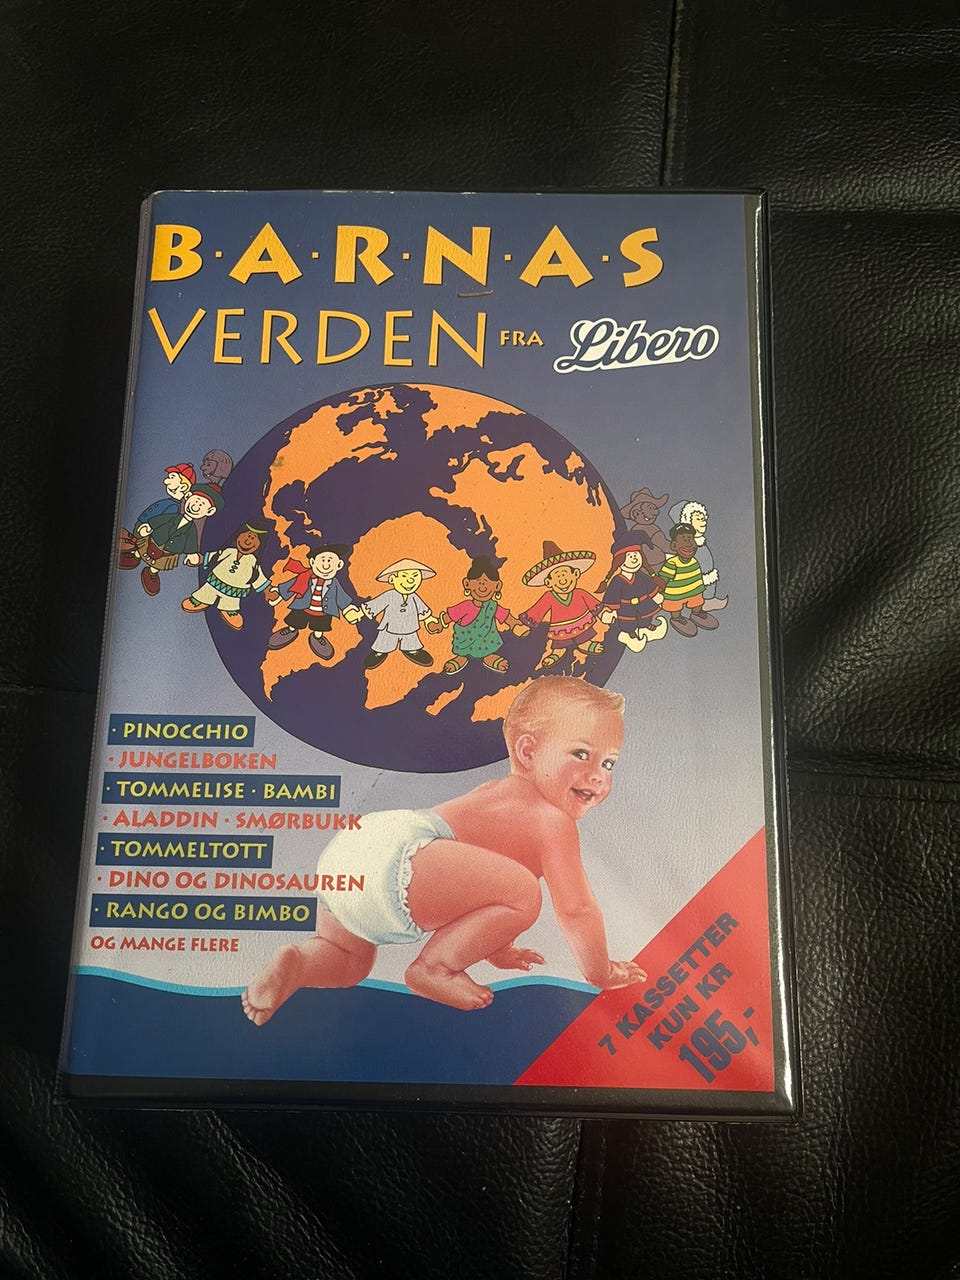 B·A·R·N·A·S
VERDEN FRA Libero
· PINOCCHIO
· JUNGELBOKEN
· TOMMELISE · BAMBI
· ALADDIN · SMØRBUKK
· TOMMELTOTT
· DINO OG DINOSAUREN
· RANGO OG BIMBO
OG MANGE FLERE
7 KASSETTER
KUN KR
195,-